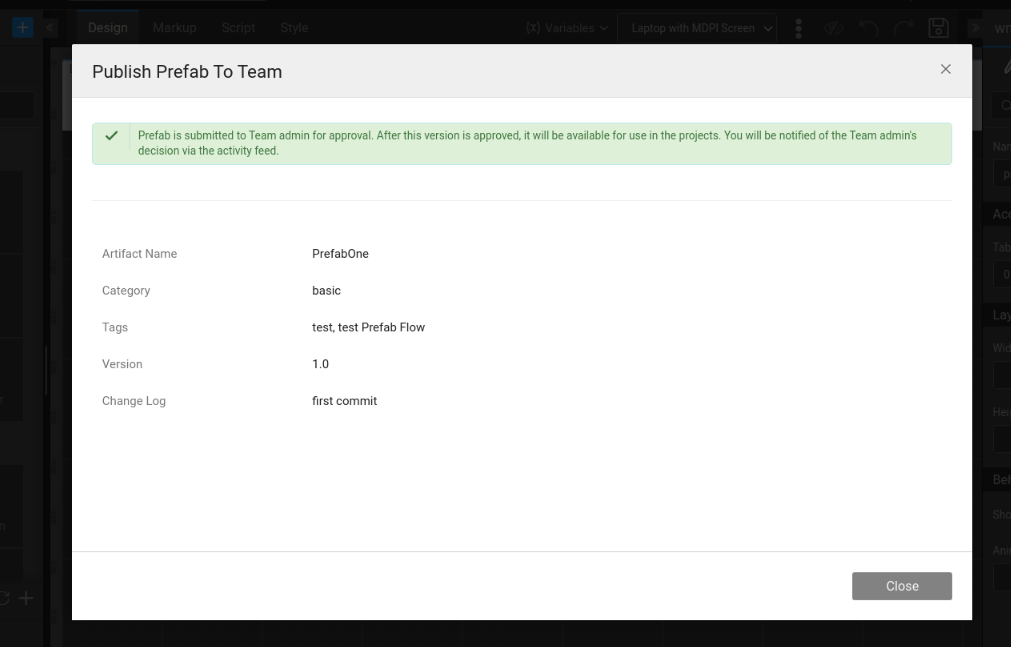 Design Markup Script Style {x} Variables Laptop with MDPI Screen
Publish Prefab To Team
Prefab is submitted to Team admin for approval. After this version is approved, it will be available for use in the projects. You will be notified of the Team admin's
decision via the activity feed.
Artifact Name PrefabOne
Category basic
Tags test, test Prefab Flow
Version 1.0
Change Log first commit
Close